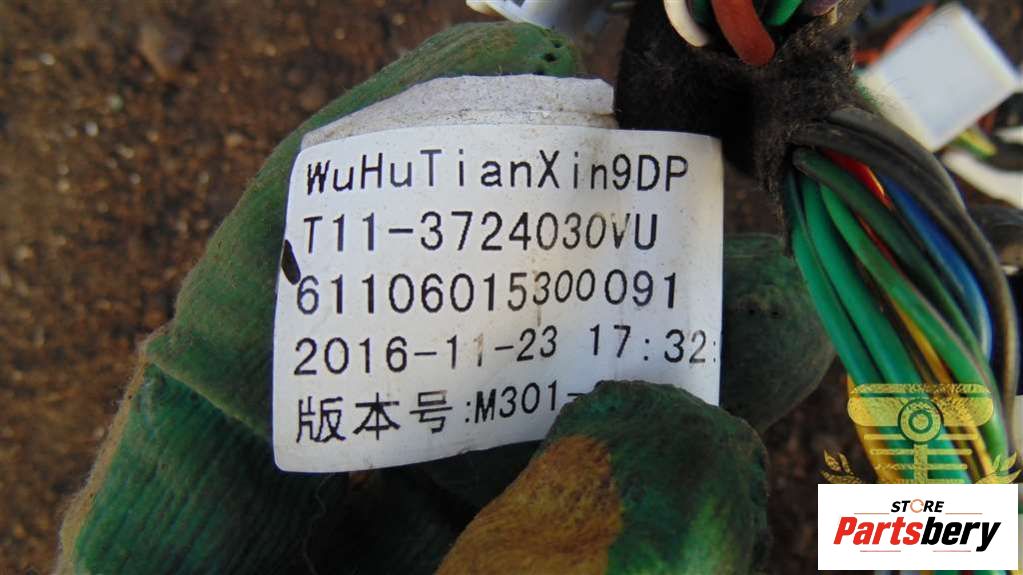 WuHuTianXin9DP
T11-3724030VU
61106015300091
2016-11-23 17:32:
版本号:M301-
STORE
Partsbery